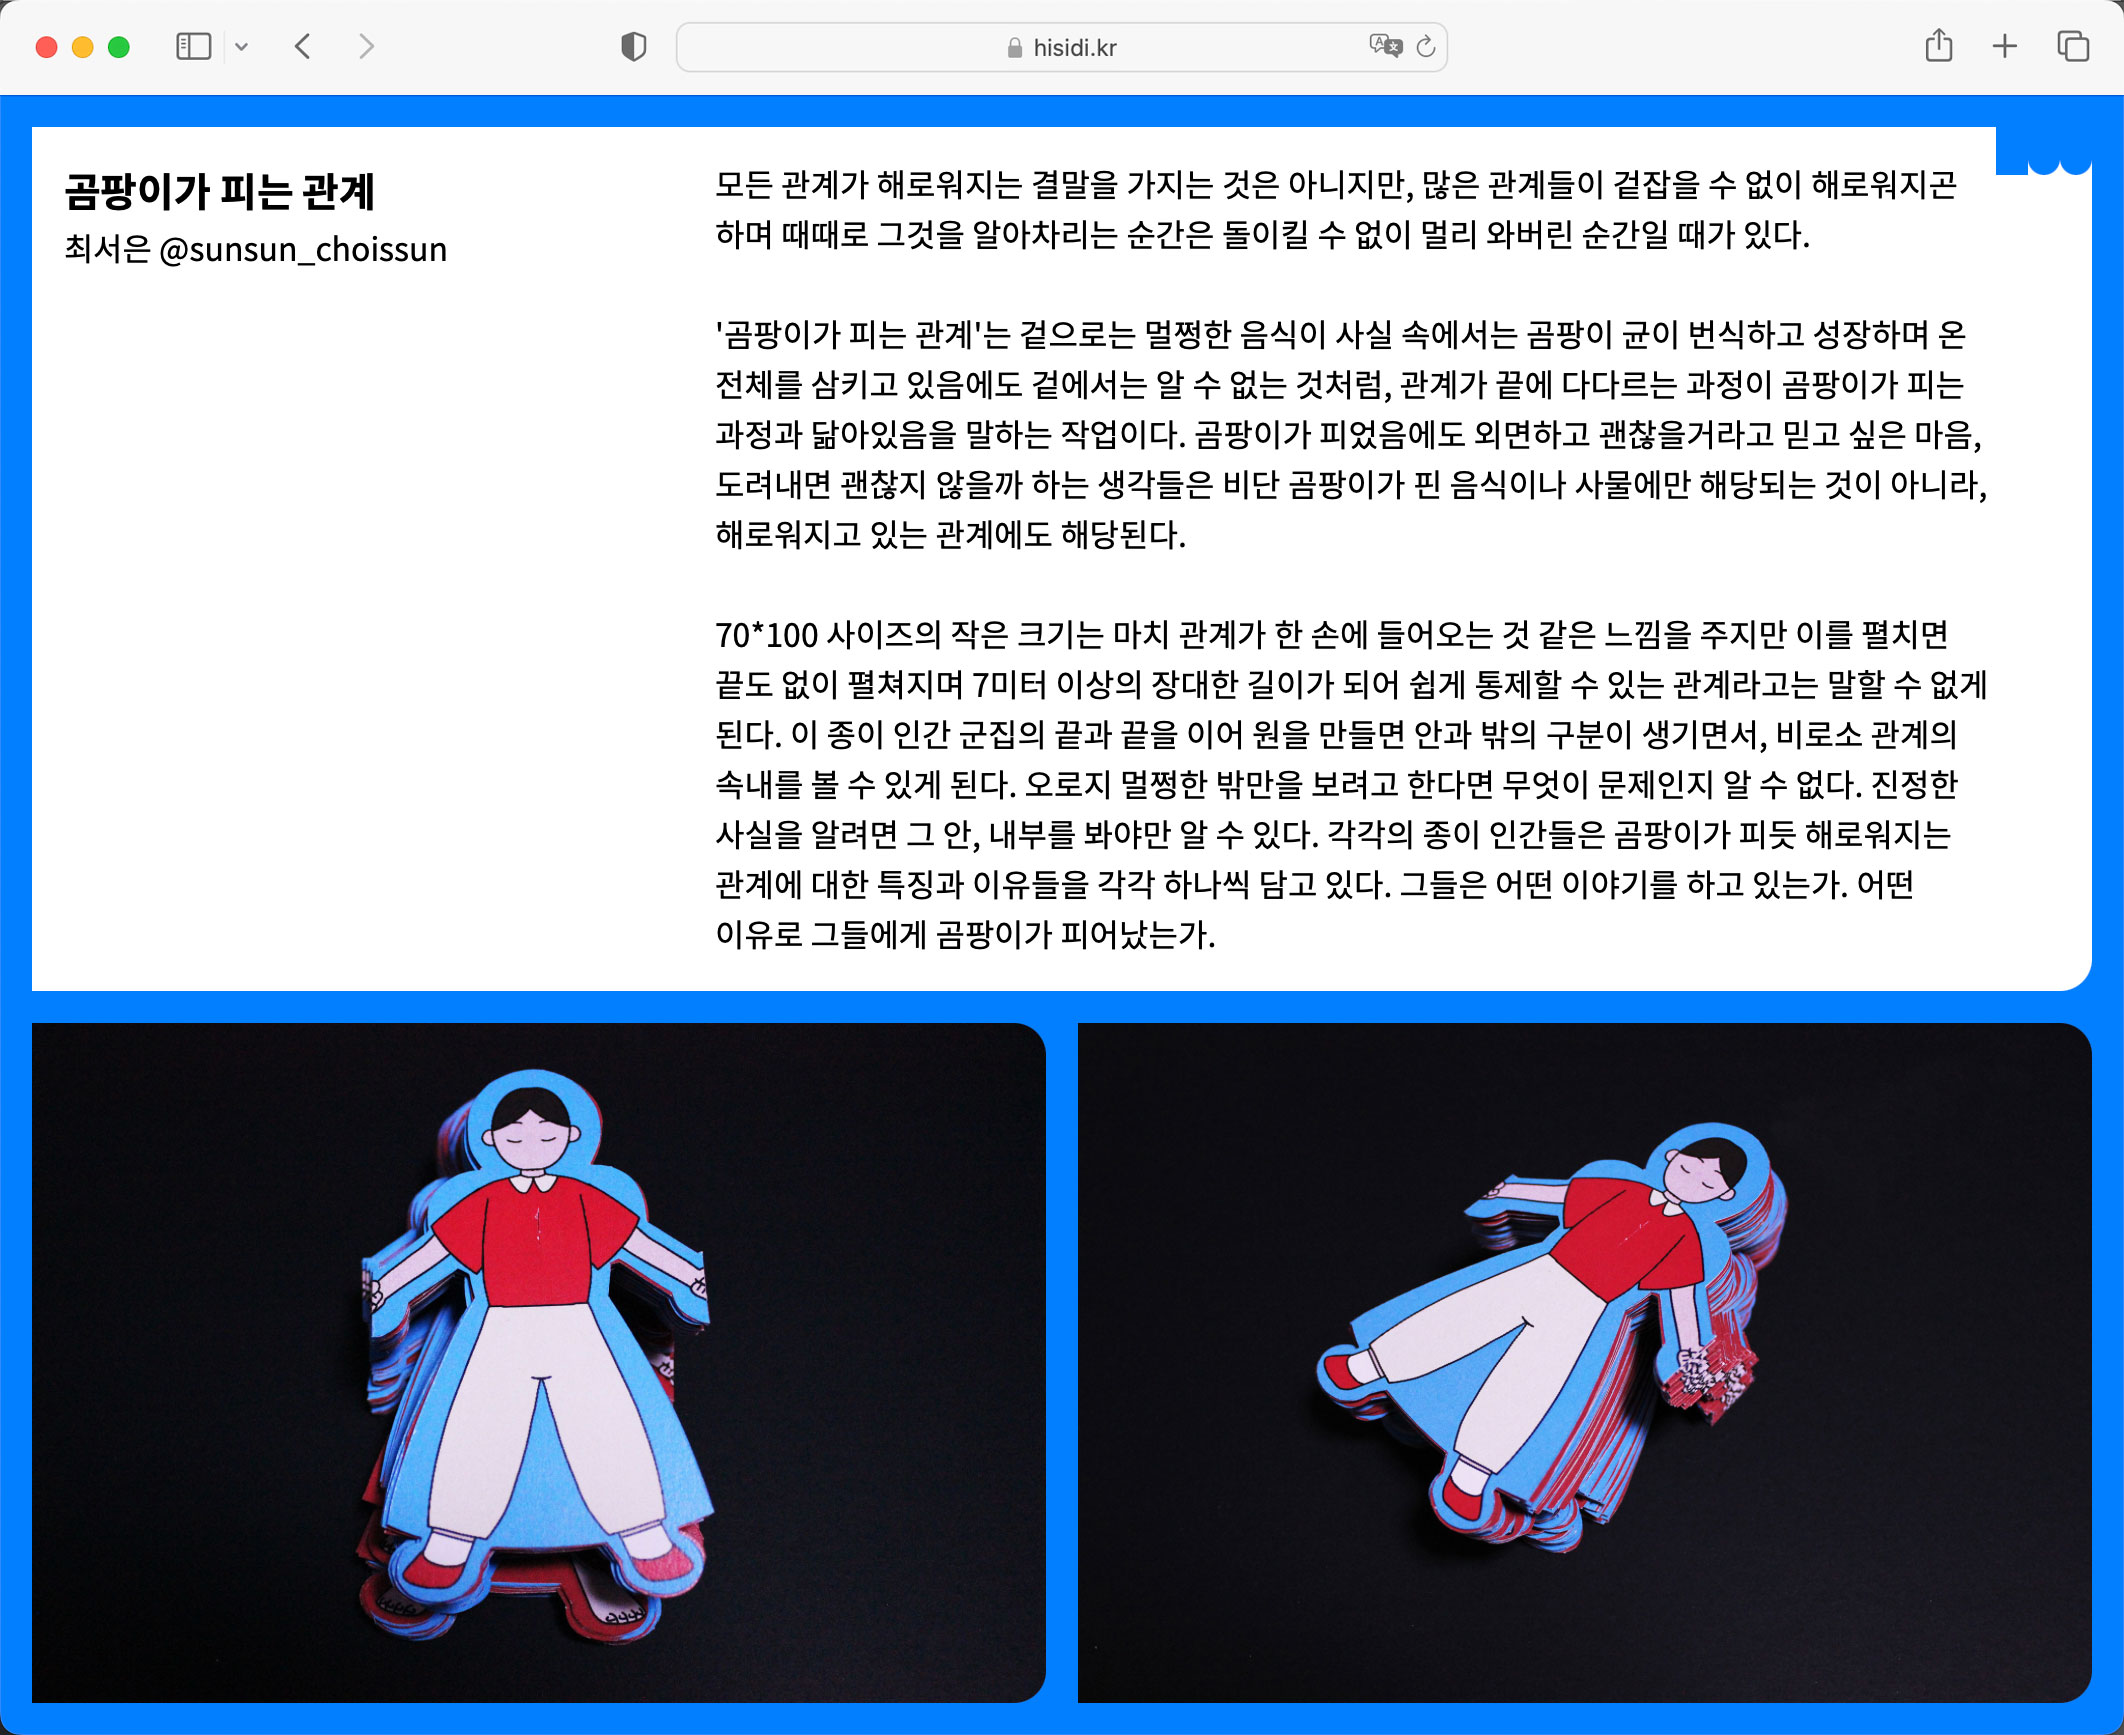 hisidi.kr
곰팡이가 피는 관계
최서은 @sunsun_choissun
모든 관계가 해로워지는 결말을 가지는 것은 아니지만, 많은 관계들이 겉잡을 수 없이 해로워지곤
하며 때때로 그것을 알아차리는 순간은 돌이킬 수 없이 멀리 와버린 순간일 때가 있다.
'곰팡이가 피는 관계'는 겉으로는 멀쩡한 음식이 사실 속에서는 곰팡이 균이 번식하고 성장하며 온
전체를 삼키고 있음에도 겉에서는 알 수 없는 것처럼, 관계가 끝에 다다르는 과정이 곰팡이가 피는
과정과 닮아있음을 말하는 작업이다. 곰팡이가 피었음에도 외면하고 괜찮을거라고 믿고 싶은 마음,
도려내면 괜찮지 않을까 하는 생각들은 비단 곰팡이가 핀 음식이나 사물에만 해당되는 것이 아니라,
해로워지고 있는 관계에도 해당된다.
70*100 사이즈의 작은 크기는 마치 관계가 한 손에 들어오는 것 같은 느낌을 주지만 이를 펼치면
끝도 없이 펼쳐지며 7미터 이상의 장대한 길이가 되어 쉽게 통제할 수 있는 관계라고는 말할 수 없게
된다. 이 종이 인간 군집의 끝과 끝을 이어 원을 만들면 안과 밖의 구분이 생기면서, 비로소 관계의
속내를 볼 수 있게 된다. 오로지 멀쩡한 밖만을 보려고 한다면 무엇이 문제인지 알 수 없다. 진정한
사실을 알려면 그 안, 내부를 봐야만 알 수 있다. 각각의 종이 인간들은 곰팡이가 피듯 해로워지는
관계에 대한 특징과 이유들을 각각 하나씩 담고 있다. 그들은 어떤 이야기를 하고 있는가. 어떤
이유로 그들에게 곰팡이가 피어났는가.